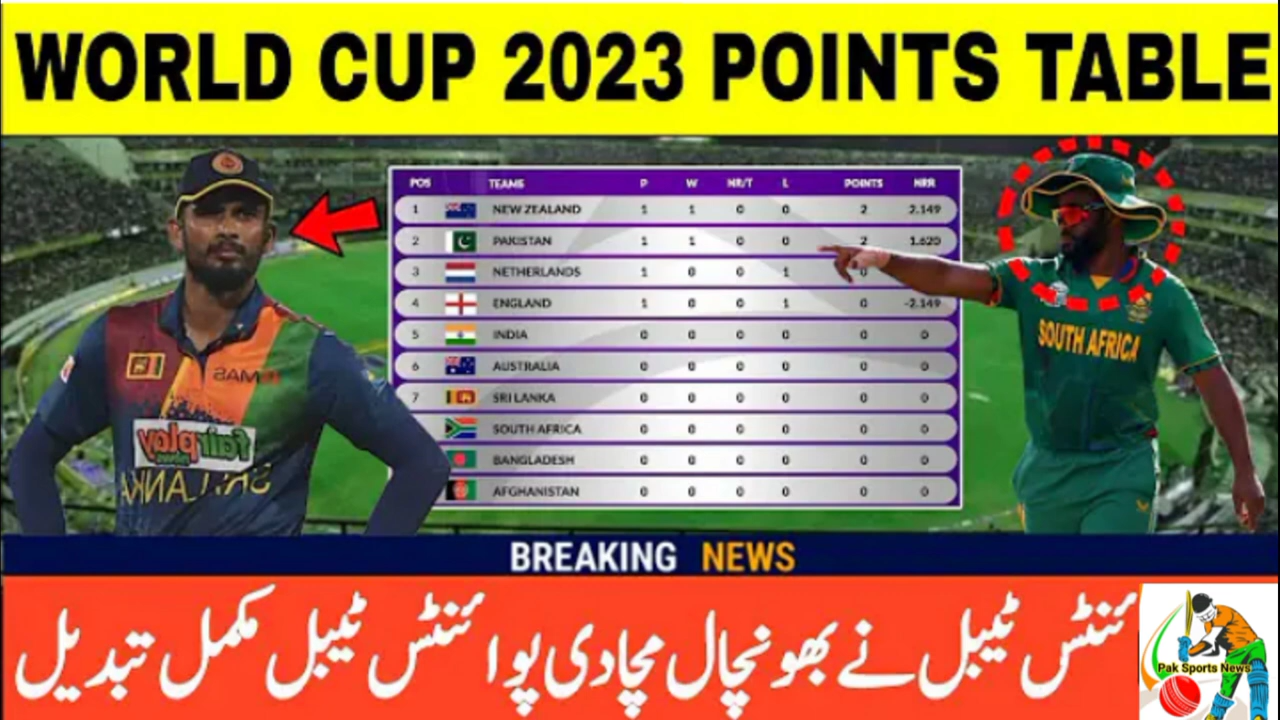 WORLD CUP 2023 POINTS TABLE
POS TEAMS P W NR/T L POINTS NRR
1 NEW ZEALAND 1 1 0 0 2 2.149
2 PAKISTAN 1 1 0 0 2 1.620
3 NETHERLANDS 1 0 0 1 0
4 ENGLAND 1 0 0 1 0 -2.149
5 INDIA 0 0 0 0 0 0
6 AUSTRALIA 0 0 0 0 0 0
7 SRI LANKA 0 0 0 0 0 0
SOUTH AFRICA 0 0 0 0 0 0
BANGLADESH 0 0 0 0 0 0
AFGHANISTAN 0 0 0 0 0 0
fairplay
SRI LANKA
SOUTH AFRICA
BREAKING NEWS
ئنٹس ٹیبل نے بھونچال مچادی پوائنٹس ٹیبل مکمل تبدیل
Pak Sports News